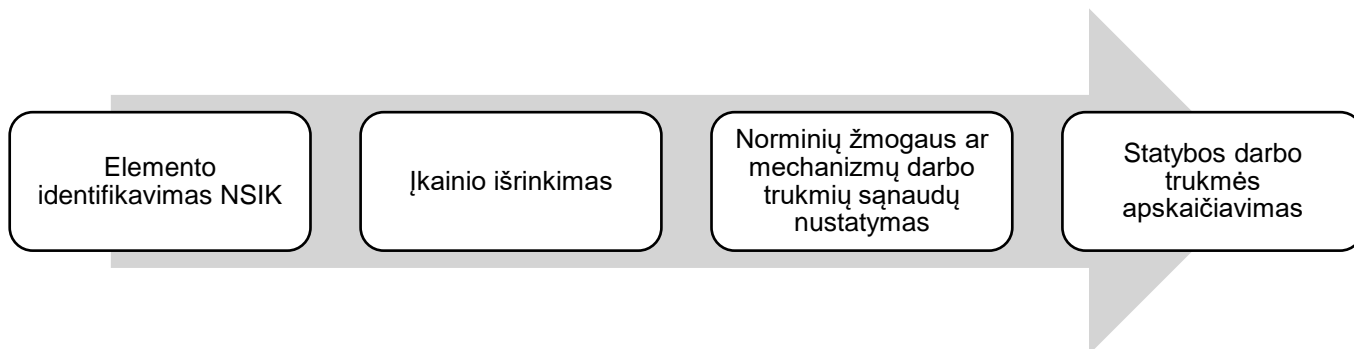 Elemento
identifikavimas NSIK
Įkainio išrinkimas
Norminių žmogaus ar
mechanizmų darbo
trukmių sąnaudų
nustatymas
Statybos darbo
trukmės
apskaičiavimas